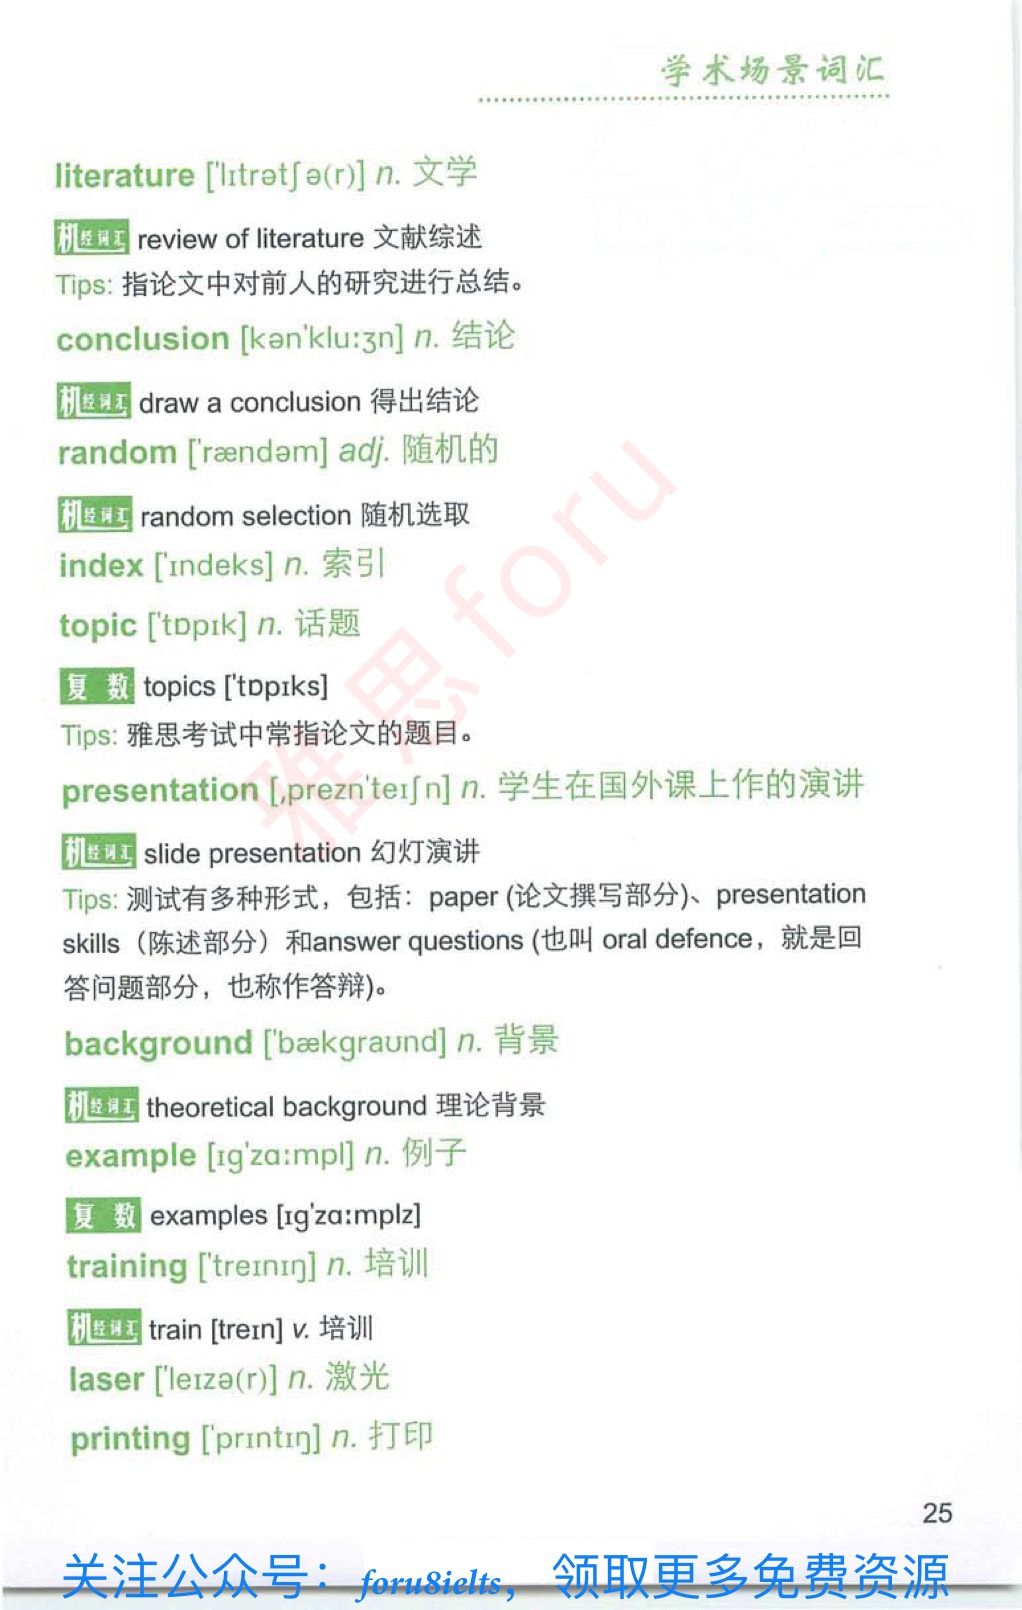 学术场景词汇
literature ['lɪtrətʃə(r)] n. 文学
机经词汇 review of literature 文献综述
Tips: 指论文中对前人的研究进行总结。
conclusion [kən'klu:ʒn] n. 结论
机经词汇 draw a conclusion 得出结论
random ['rændəm] adj. 随机的
机经词汇 random selection 随机选取
index ['ɪndeks] n. 索引
topic ['tɒpɪk] n. 话题
复 数 topics ['tɒpɪks]
Tips: 雅思考试中常指论文的题目。
presentation [ˌprezn'teɪʃn] n. 学生在国外课上作的演讲
机经词汇 slide presentation 幻灯演讲
Tips: 测试有多种形式，包括：paper (论文撰写部分)、presentation
skills（陈述部分）和answer questions (也叫 oral defence，就是回
答问题部分，也称作答辩)。
background ['bækgraʊnd] n. 背景
机经词汇 theoretical background 理论背景
example [ɪg'zɑ:mpl] n. 例子
复 数 examples [ɪg'zɑ:mplz]
training ['treɪnɪŋ] n. 培训
机经词汇 train [treɪn] v. 培训
laser ['leɪzə(r)] n. 激光
printing ['prɪntɪŋ] n. 打印
雅思foru
25
关注公众号：foru8ielts，领取更多免费资源